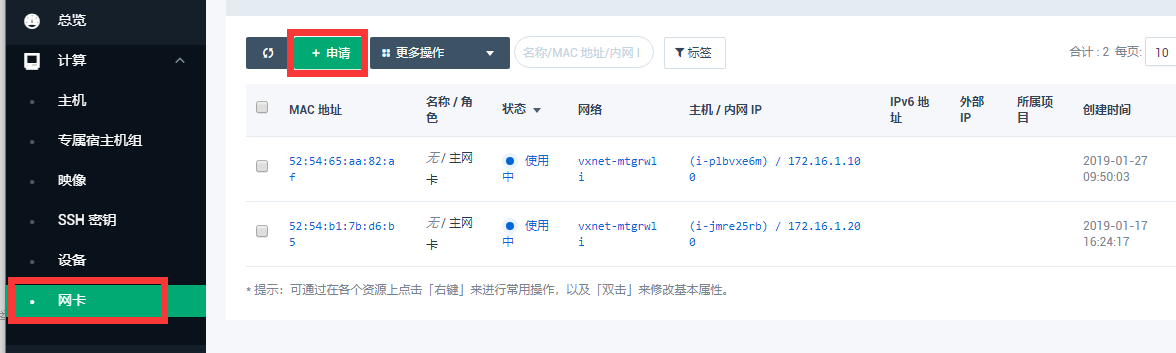 总览
计算
主机
专属宿主机组
映像
SSH 密钥
设备
网卡
+ 申请
更多操作
名称/MAC 地址/内网 I
标签
合计 : 2 每页: 10
MAC 地址
名称 / 角
色
状态
网络
主机 / 内网 IP
IPv6 地
址
外部
IP
所属项
目
创建时间
52:54:65:aa:82:a
f
无 / 主网
卡
使用
中
vxnet-mtgrwl
i
(i-plbvxe6m) / 172.16.1.10
0
2019-01-27
09:50:03
52:54:b1:7b:d6:b
5
无 / 主网
卡
使用
中
vxnet-mtgrwl
i
(i-jmre25rb) / 172.16.1.20
0
2019-01-17
16:24:17
* 提示：可通过在各个资源上点击「右键」来进行常用操作，以及「双击」来修改基本属性。